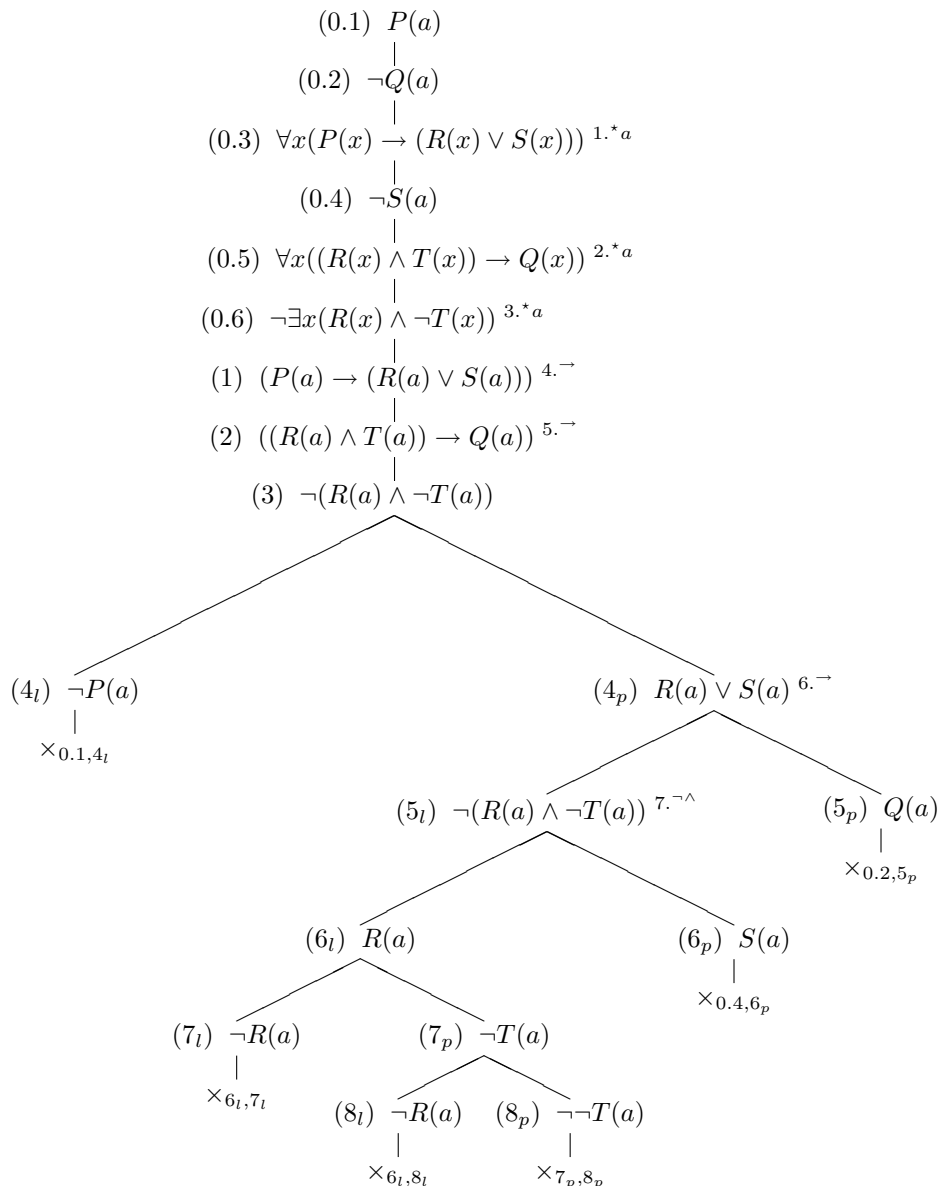 (0.1) P(a)
(0.2) ¬Q(a)
(0.3) ∀x(P(x) → (R(x) ∨ S(x))) 1.⋆a
(0.4) ¬S(a)
(0.5) ∀x((R(x) ∧ T(x)) → Q(x)) 2.⋆a
(0.6) ¬∃x(R(x) ∧ ¬T(x)) 3.⋆a
(1) (P(a) → (R(a) ∨ S(a))) 4.→
(2) ((R(a) ∧ T(a)) → Q(a)) 5.→
(3) ¬(R(a) ∧ ¬T(a))
(4l) ¬P(a) (4p) R(a) ∨ S(a) 6.→
×0.1,4l
(5l) ¬(R(a) ∧ ¬T(a)) 7.¬∧ (5p) Q(a)
×0.2,5p
(6l) R(a) (6p) S(a)
×0.4,6p
(7l) ¬R(a) (7p) ¬T(a)
×6l,7l
(8l) ¬R(a) (8p) ¬¬T(a)
×6l,8l ×7p,8p